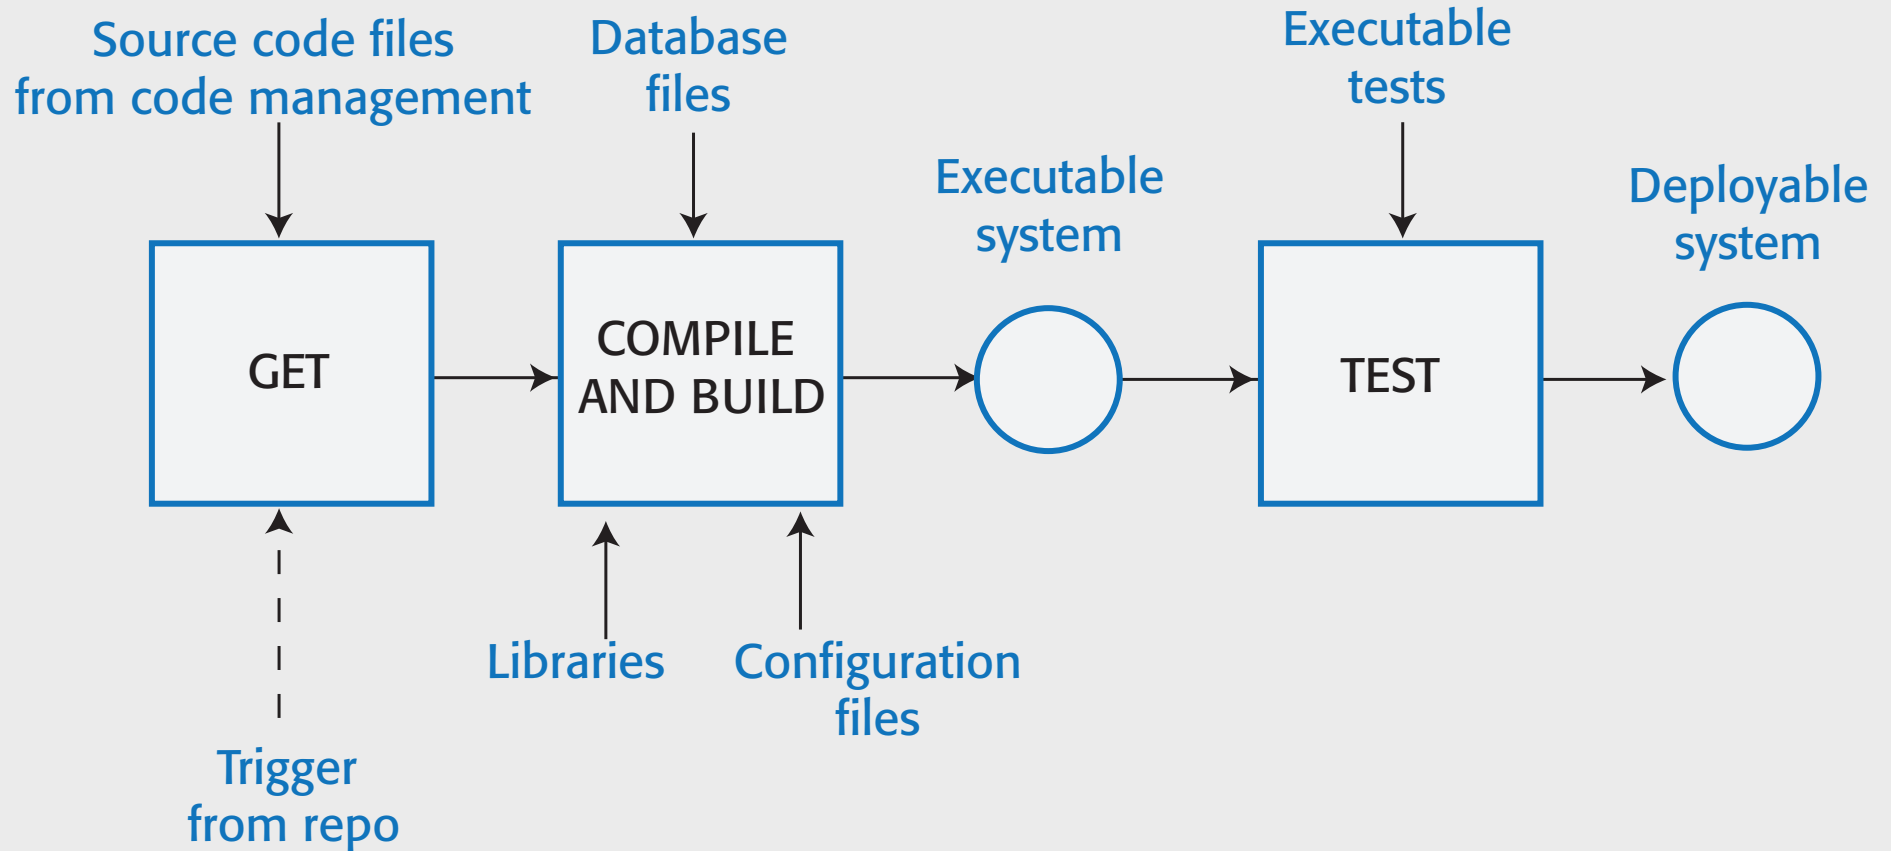 Source code files
from code management
Database
files
Executable
tests
Executable
system
Deployable
system
GET
COMPILE
AND BUILD
TEST
Libraries
Configuration
files
Trigger
from repo